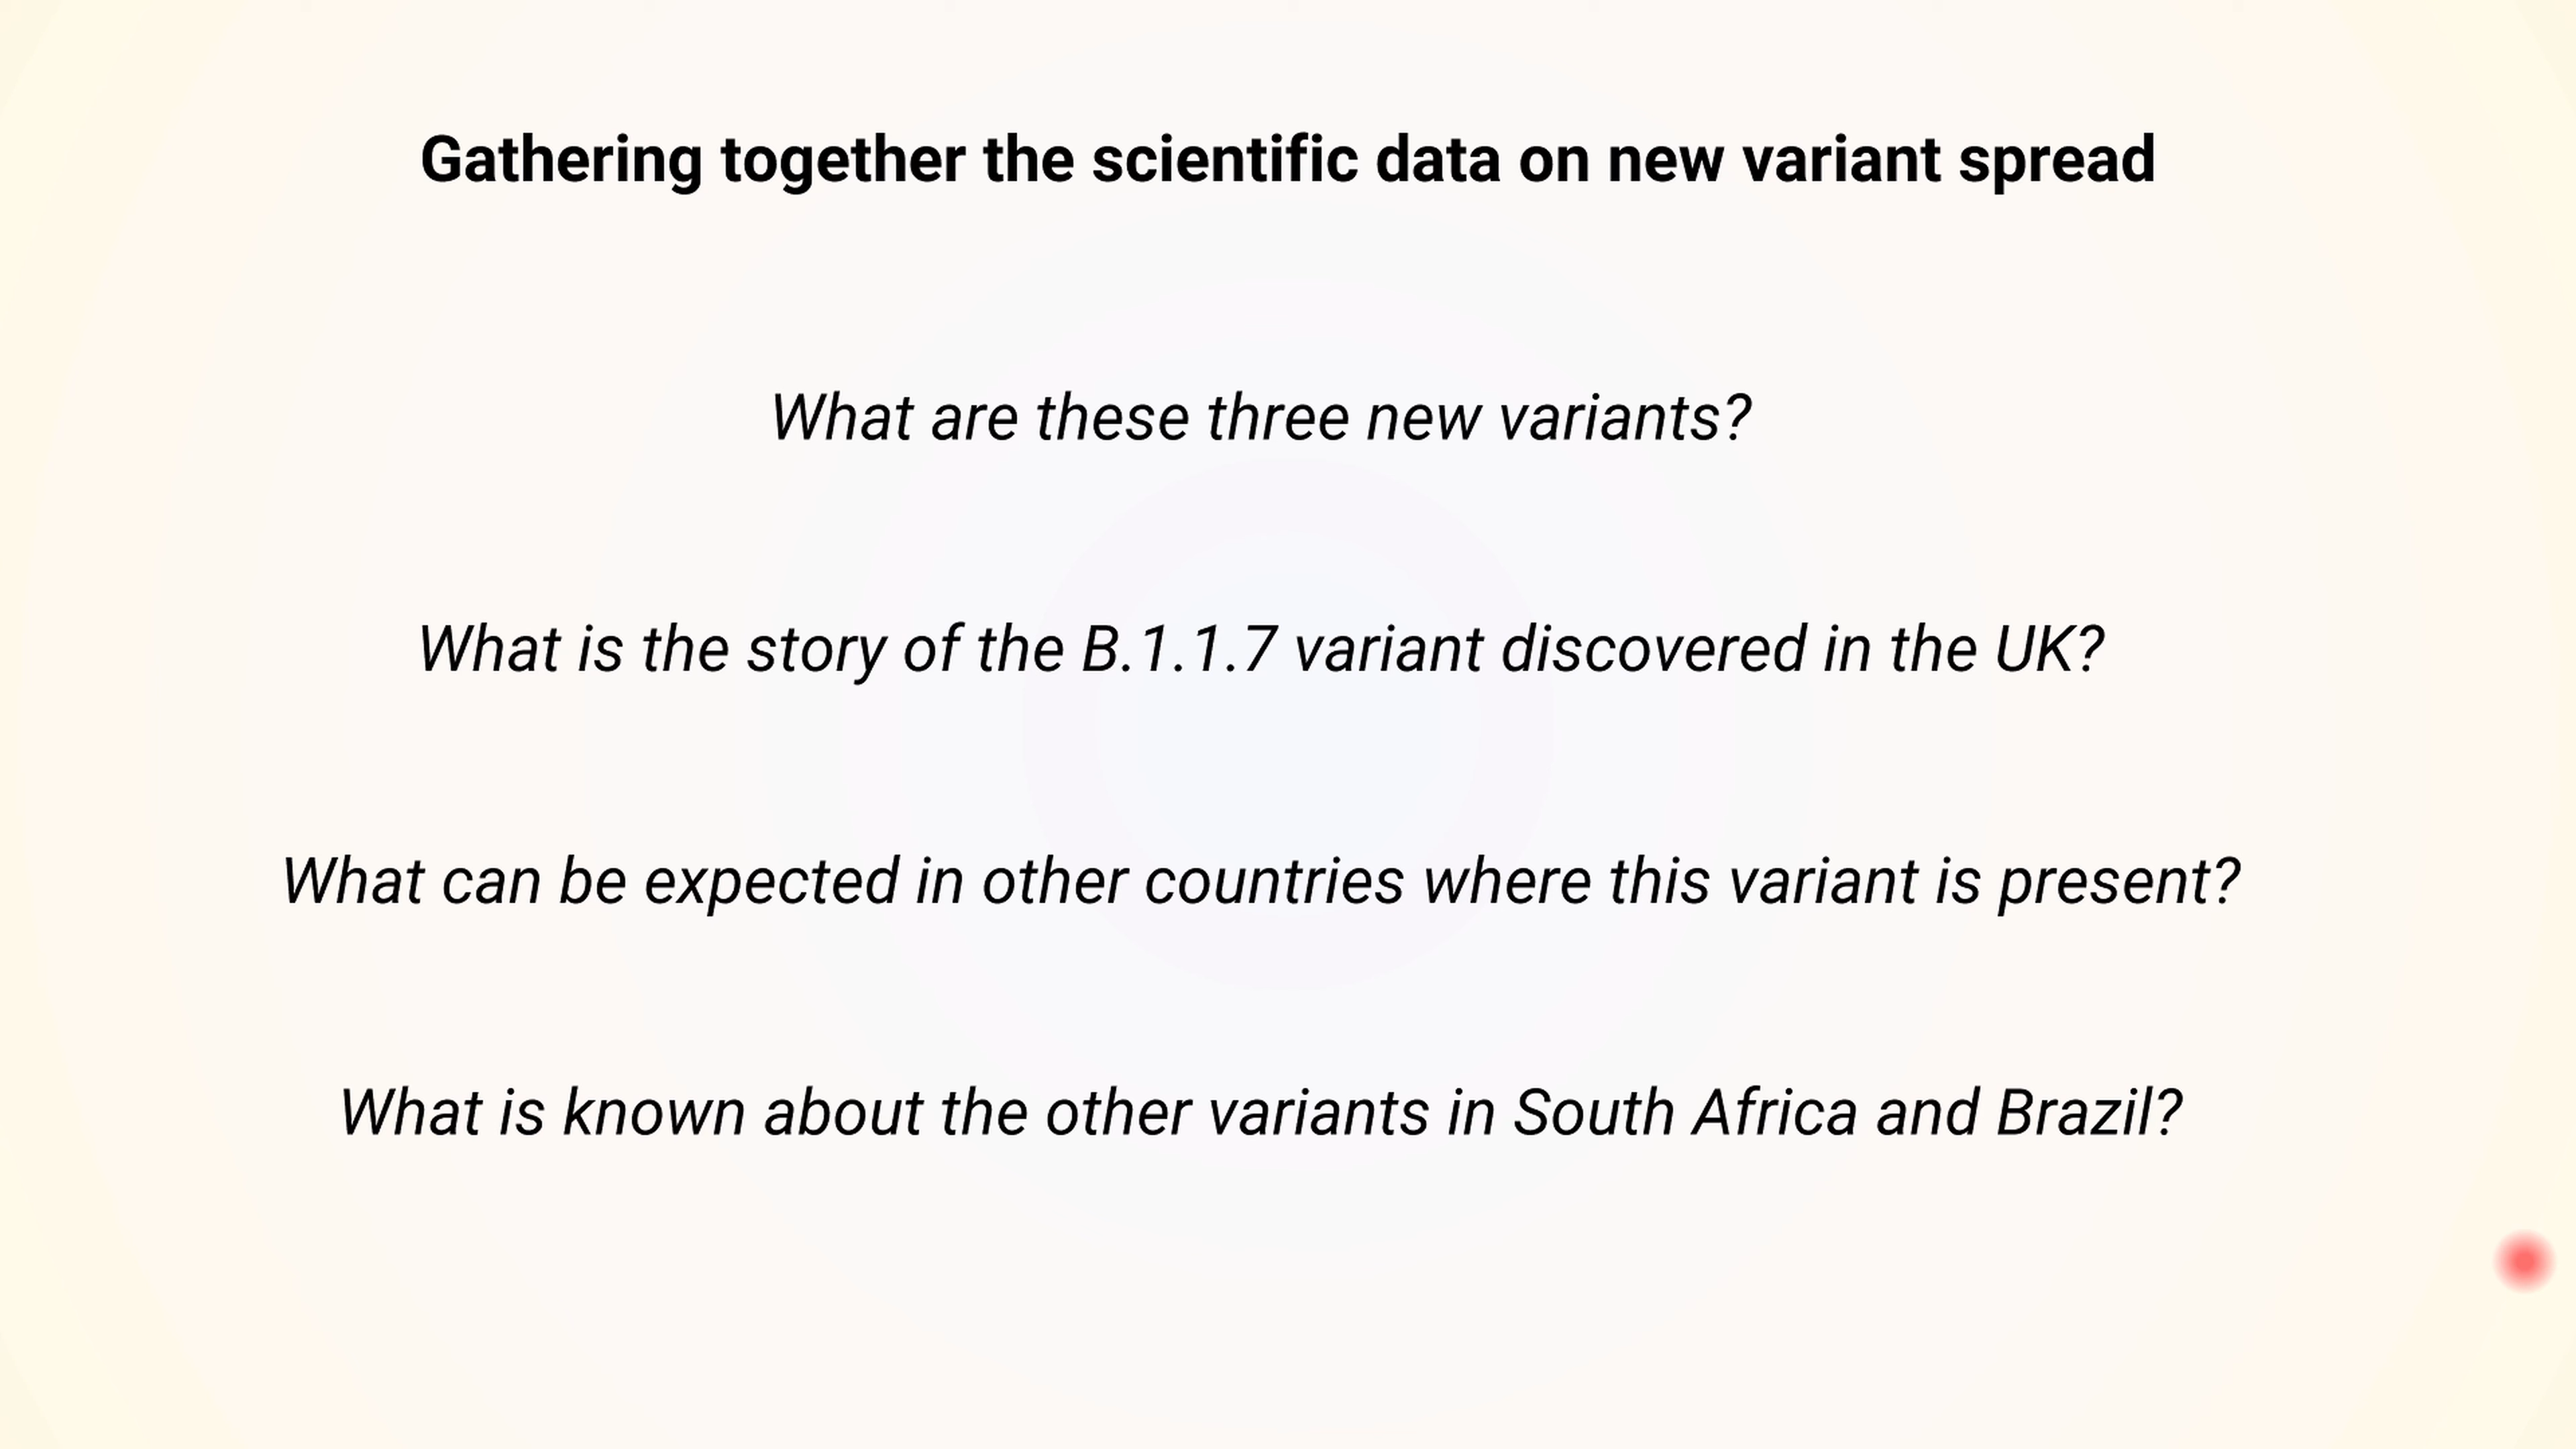 Gathering together the scientific data on new variant spread
What are these three new variants?
What is the story of the B.1.1.7 variant discovered in the UK?
What can be expected in other countries where this variant is present?
What is known about the other variants in South Africa and Brazil?